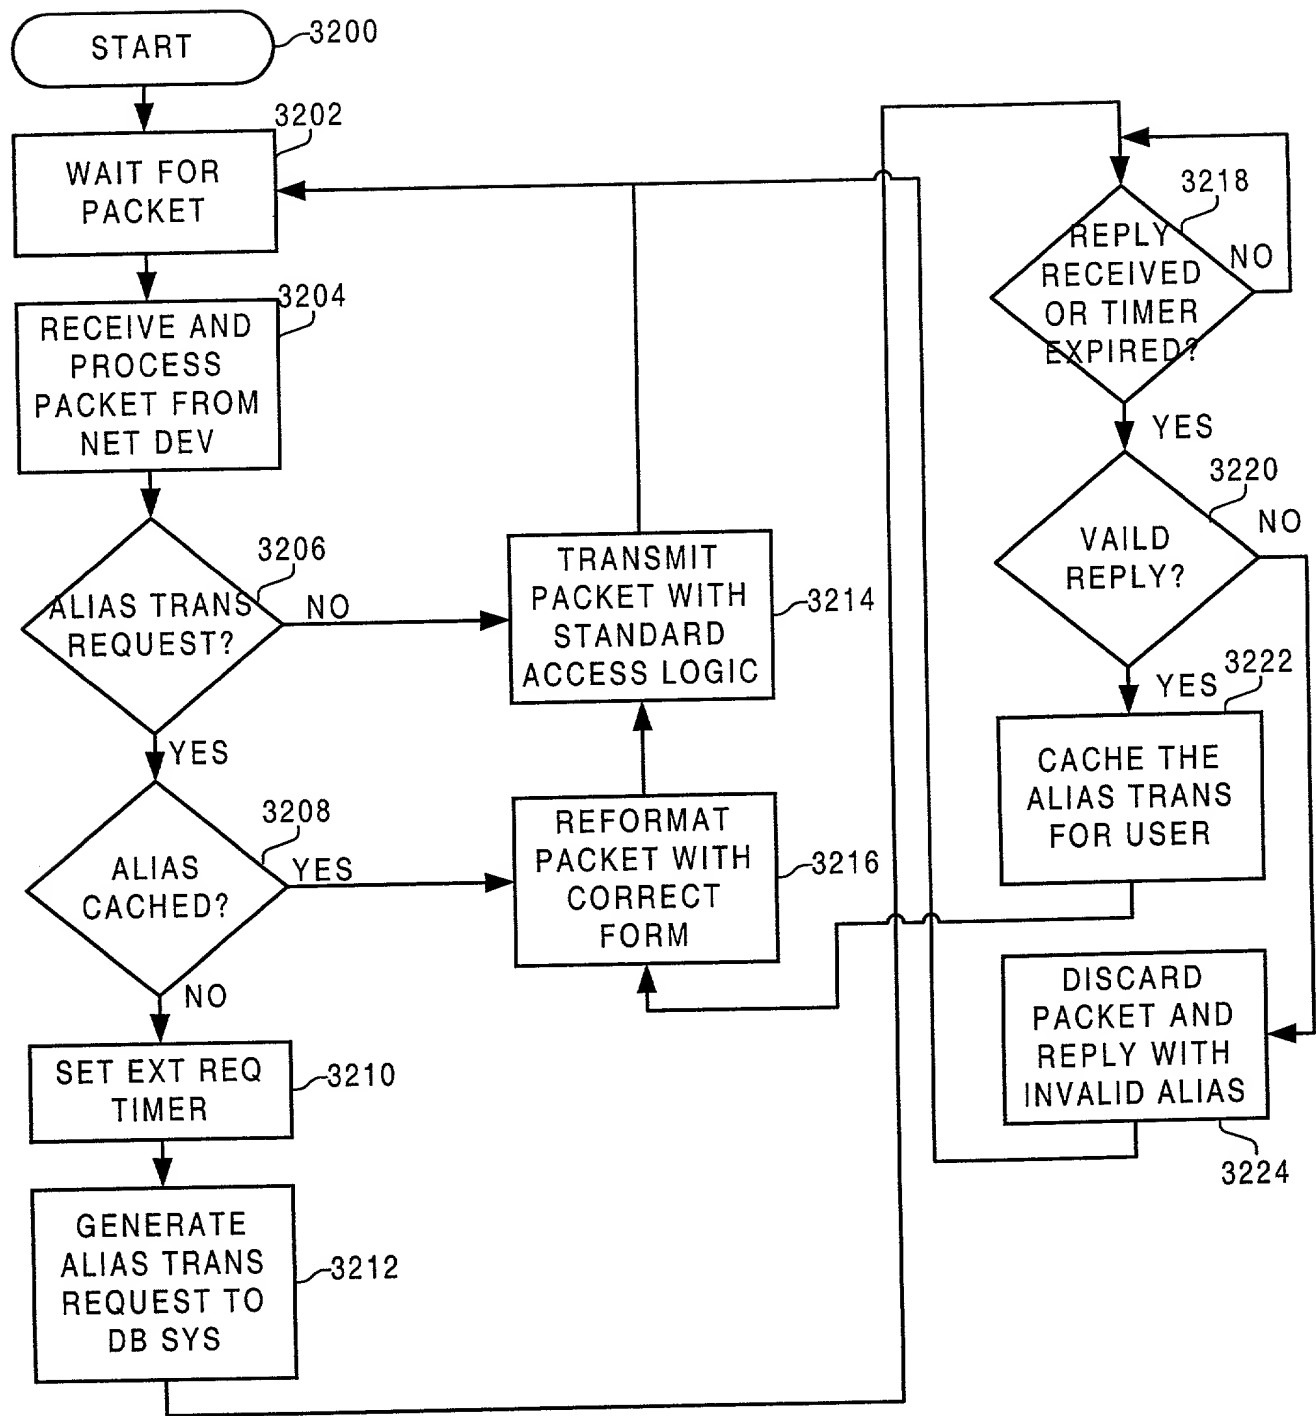 START
3200
3202
WAIT FOR
PACKET
3204
RECEIVE AND
PROCESS
PACKET FROM
NET DEV
3206
ALIAS TRANS
REQUEST?
NO
YES
3208
ALIAS
CACHED?
YES
NO
SET EXT REQ
TIMER
3210
GENERATE
ALIAS TRANS
REQUEST TO
DB SYS
3212
TRANSMIT
PACKET WITH
STANDARD
ACCESS LOGIC
3214
REFORMAT
PACKET WITH
CORRECT
FORM
3216
3218
REPLY
RECEIVED
OR TIMER
EXPIRED?
NO
YES
3220
VAILD
REPLY?
NO
YES
3222
CACHE THE
ALIAS TRANS
FOR USER
DISCARD
PACKET AND
REPLY WITH
INVALID ALIAS
3224